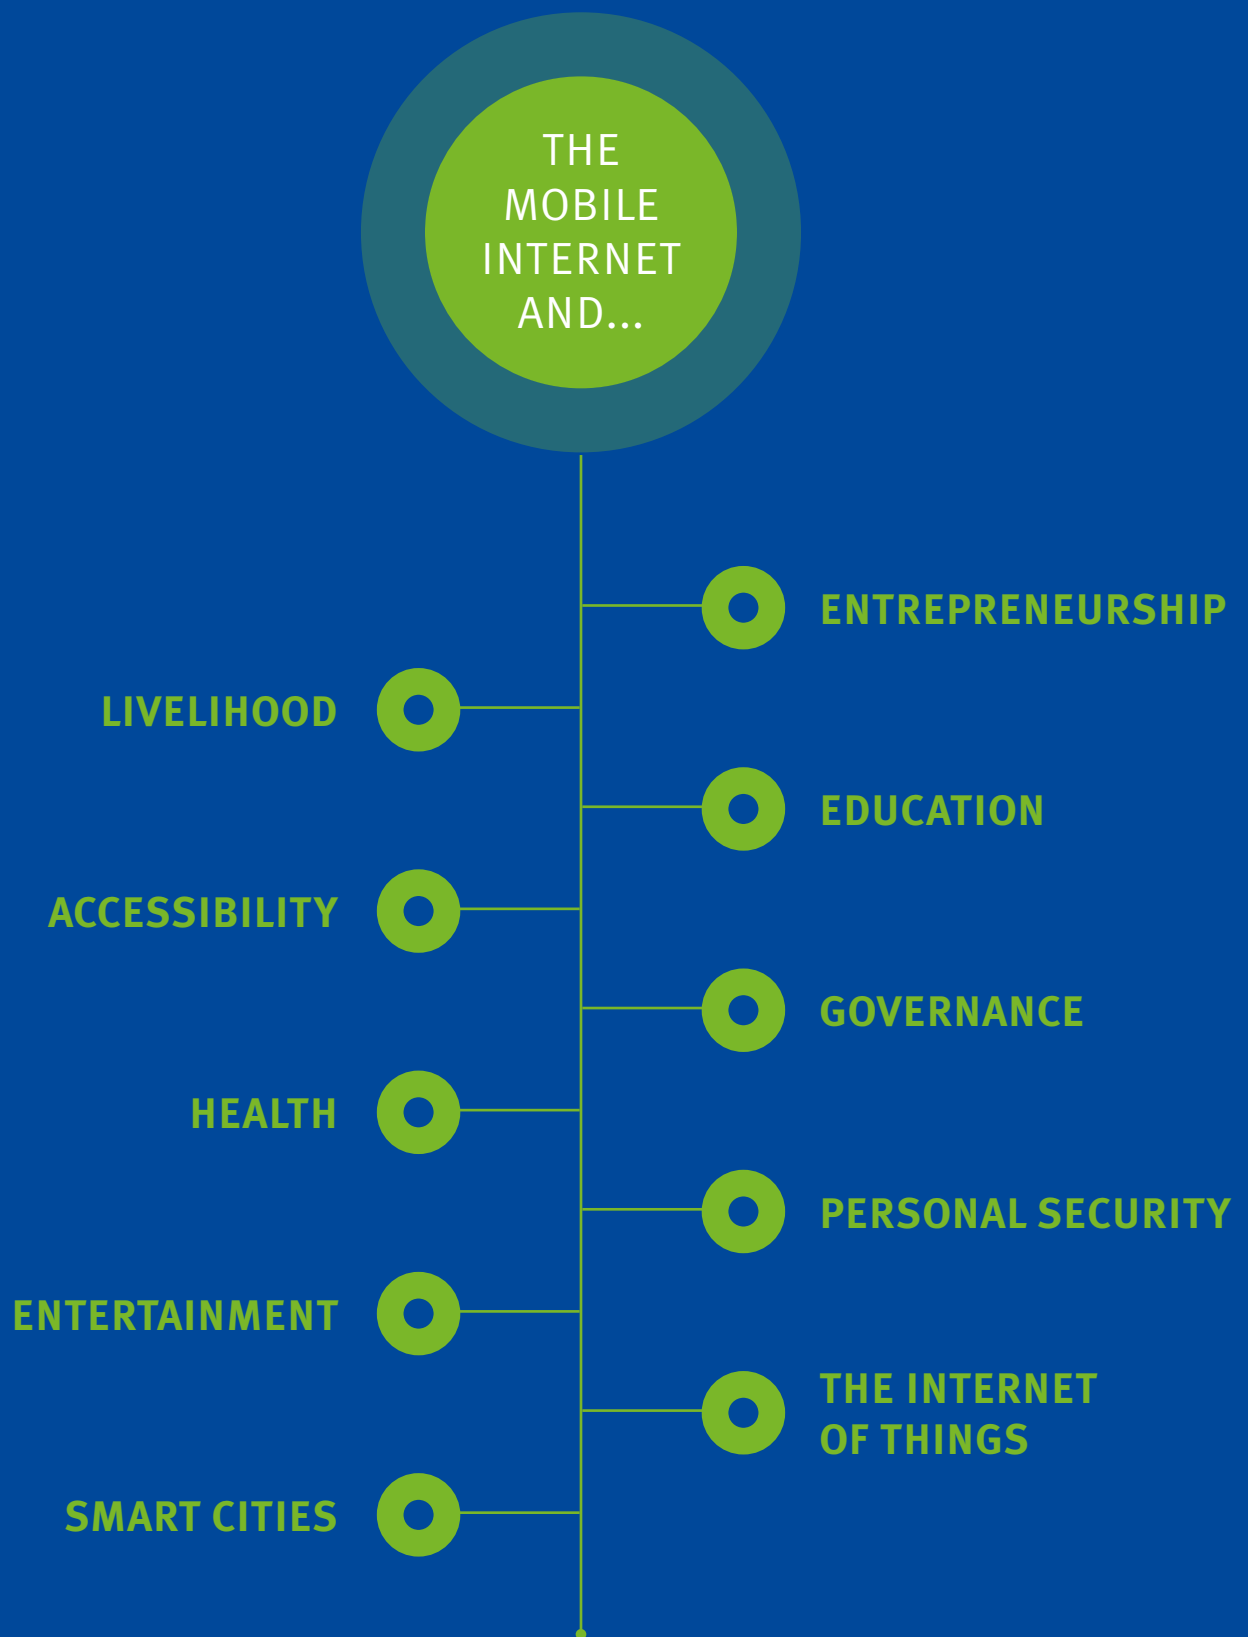 THE
MOBILE
INTERNET
AND...
ENTREPRENEURSHIP
LIVELIHOOD
EDUCATION
ACCESSIBILITY
GOVERNANCE
HEALTH
PERSONAL SECURITY
ENTERTAINMENT
THE INTERNET
OF THINGS
SMART CITIES